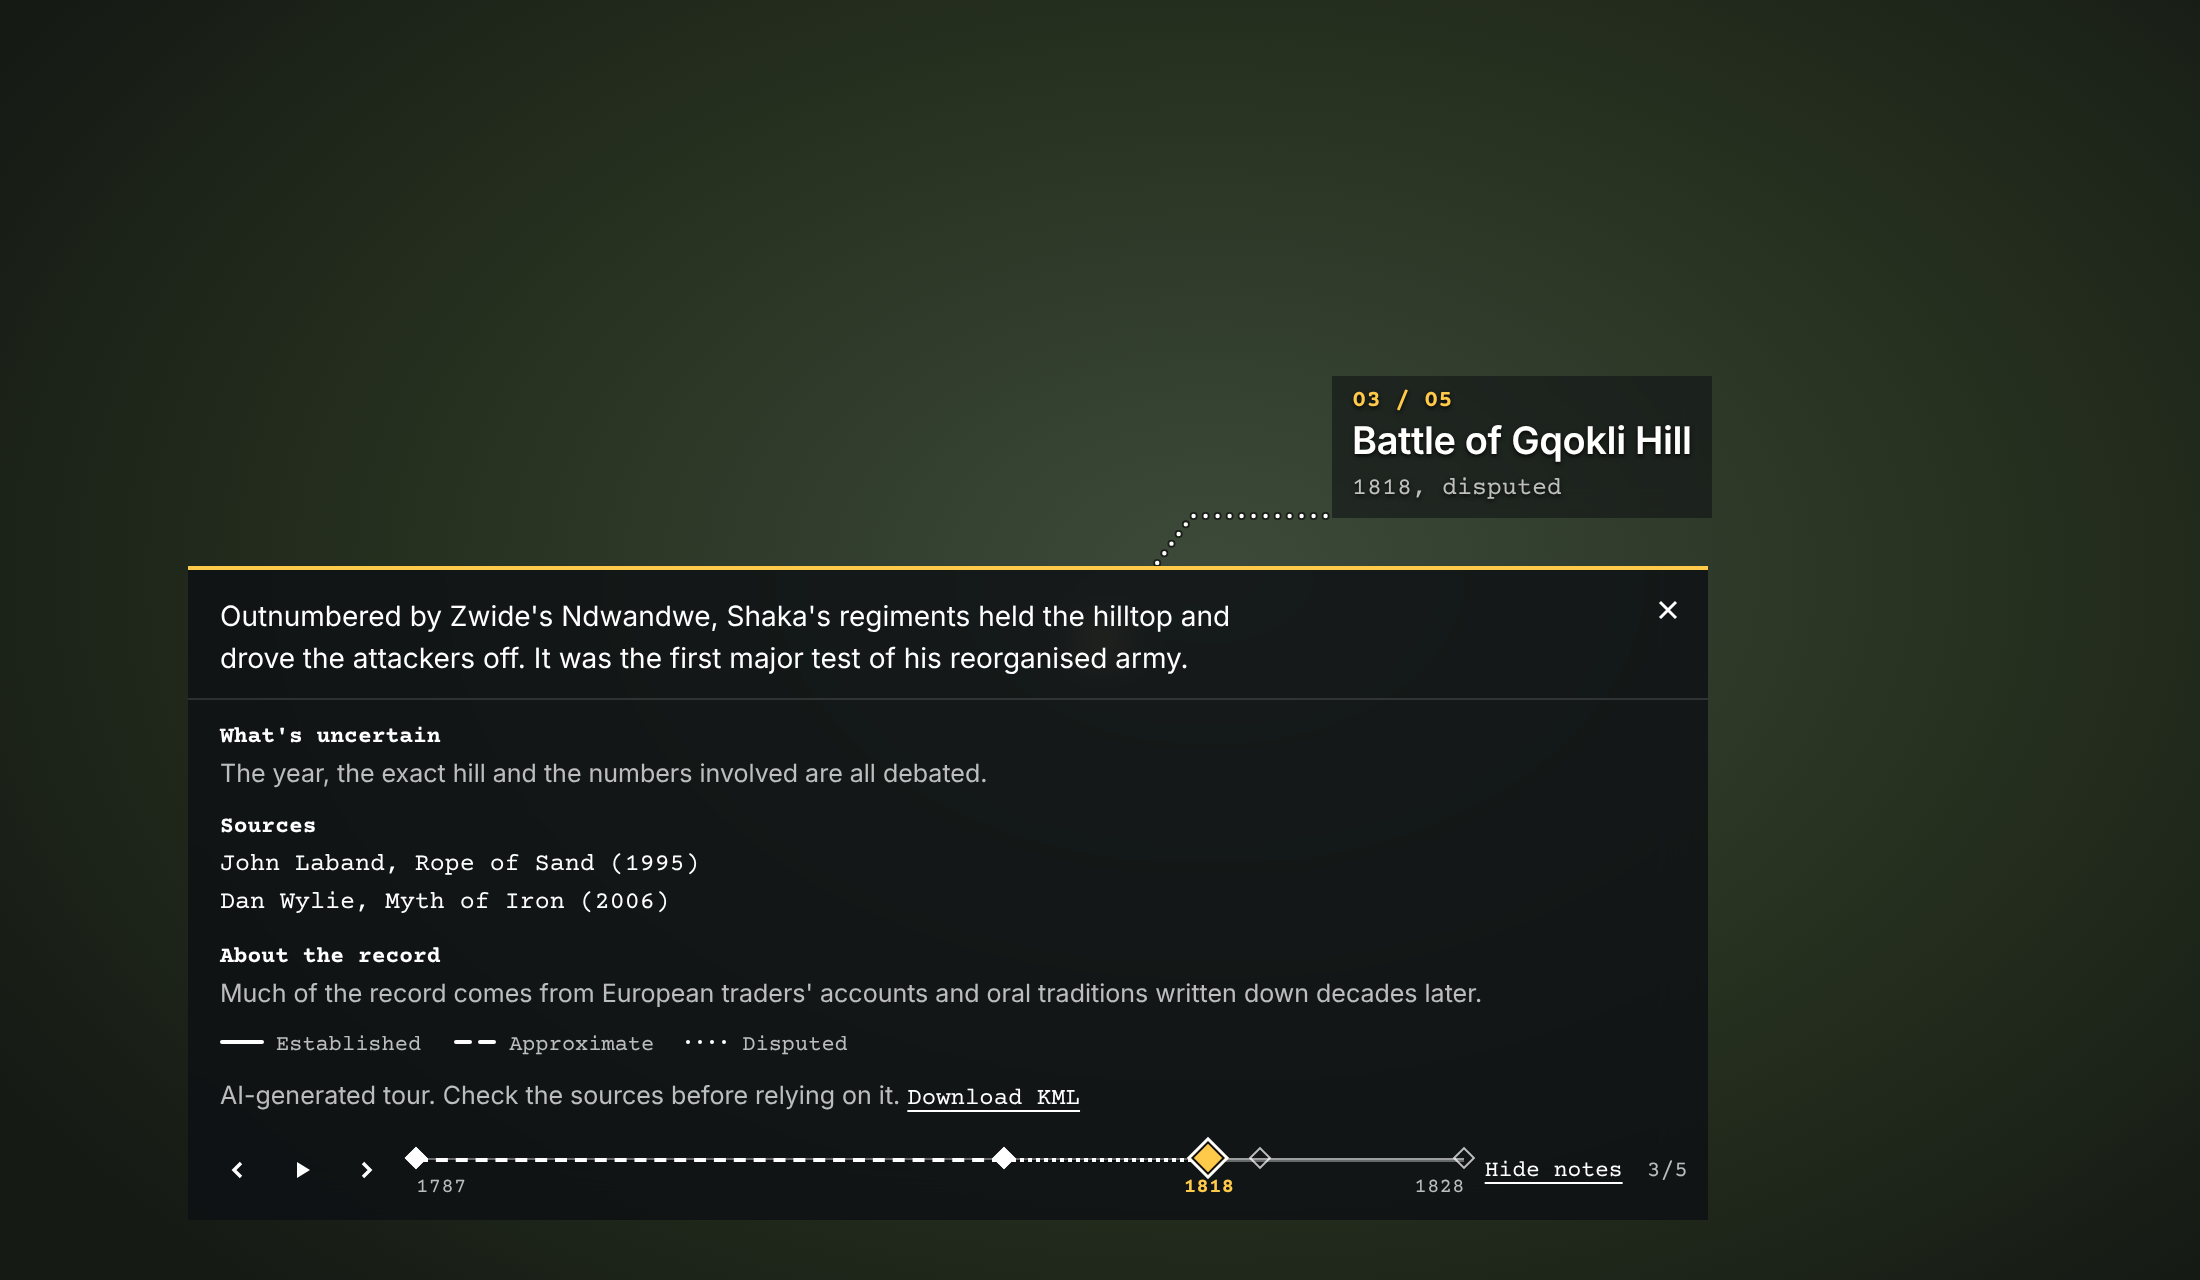 03 / 05
Battle of Gqokli Hill
1818, disputed
Outnumbered by Zwide's Ndwandwe, Shaka's regiments held the hilltop and
drove the attackers off. It was the first major test of his reorganised army.
What's uncertain
The year, the exact hill and the numbers involved are all debated.
Sources
John Laband, Rope of Sand (1995)
Dan Wylie, Myth of Iron (2006)
About the record
Much of the record comes from European traders' accounts and oral traditions written down decades later.
Established Approximate Disputed
AI-generated tour. Check the sources before relying on it. Download KML
1787 1818 1828 Hide notes 3/5